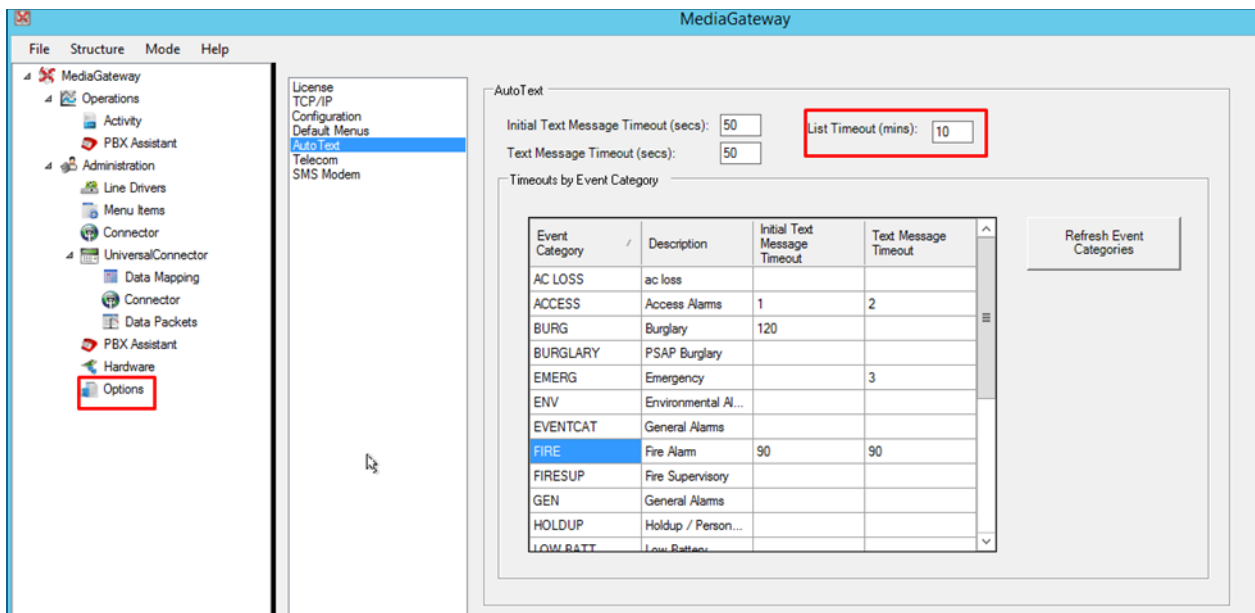 MediaGateway
File Structure Mode Help
MediaGateway
Operations
Activity
PBX Assistant
Administration
Line Drivers
Menu Items
Connector
UniversalConnector
Data Mapping
Connector
Data Packets
PBX Assistant
Hardware
Options
License
TCP/IP
Configuration
Default Menus
AutoText
Telecom
SMS Modem
AutoText
Initial Text Message Timeout (secs): 50
List Timeout (mins): 10
Text Message Timeout (secs): 50
Timeouts by Event Category
Event Category Description Initial Text Message Timeout Text Message Timeout
AC LOSS ac loss
ACCESS Access Alarms 1 2
BURG Burglary 120
BURGLARY PSAP Burglary
EMERG Emergency 3
ENV Environmental Al...
EVENTCAT General Alarms
FIRE Fire Alarm 90 90
FIRESUP Fire Supervisory
GEN General Alarms
HOLDUP Holdup / Person...
LOW BATT Low Battery
Refresh Event
Categories